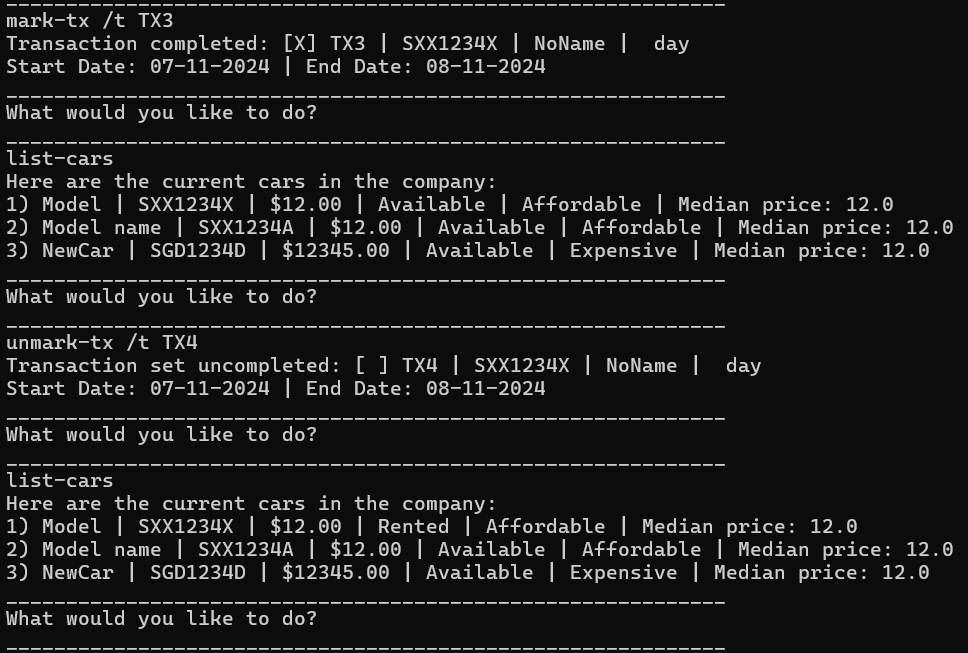 ____________________________________________________________
mark-tx /t TX3
Transaction completed: [X] TX3 | SXX1234X | NoName |  day
Start Date: 07-11-2024 | End Date: 08-11-2024
____________________________________________________________
What would you like to do?
____________________________________________________________
list-cars
Here are the current cars in the company:
1) Model | SXX1234X | $12.00 | Available | Affordable | Median price: 12.0
2) Model name | SXX1234A | $12.00 | Available | Affordable | Median price: 12.0
3) NewCar | SGD1234D | $12345.00 | Available | Expensive | Median price: 12.0
____________________________________________________________
What would you like to do?
____________________________________________________________
unmark-tx /t TX4
Transaction set uncompleted: [ ] TX4 | SXX1234X | NoName |  day
Start Date: 07-11-2024 | End Date: 08-11-2024
____________________________________________________________
What would you like to do?
____________________________________________________________
list-cars
Here are the current cars in the company:
1) Model | SXX1234X | $12.00 | Rented | Affordable | Median price: 12.0
2) Model name | SXX1234A | $12.00 | Available | Affordable | Median price: 12.0
3) NewCar | SGD1234D | $12345.00 | Available | Expensive | Median price: 12.0
____________________________________________________________
What would you like to do?
____________________________________________________________